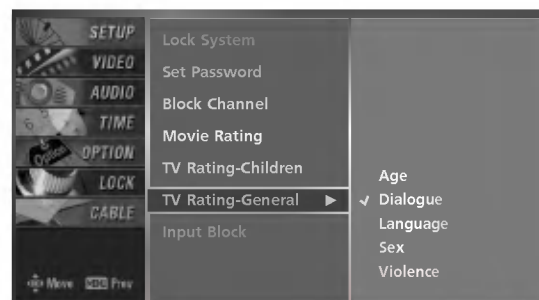 SETUP
VIDEO
AUDIO
TIME
OPTION
LOCK
CABLE
Move Prev
Lock System
Set Password
Block Channel
Movie Rating
TV Rating-Children
TV Rating-General
Input Block
Age
Dialogue
Language
Sex
Violence